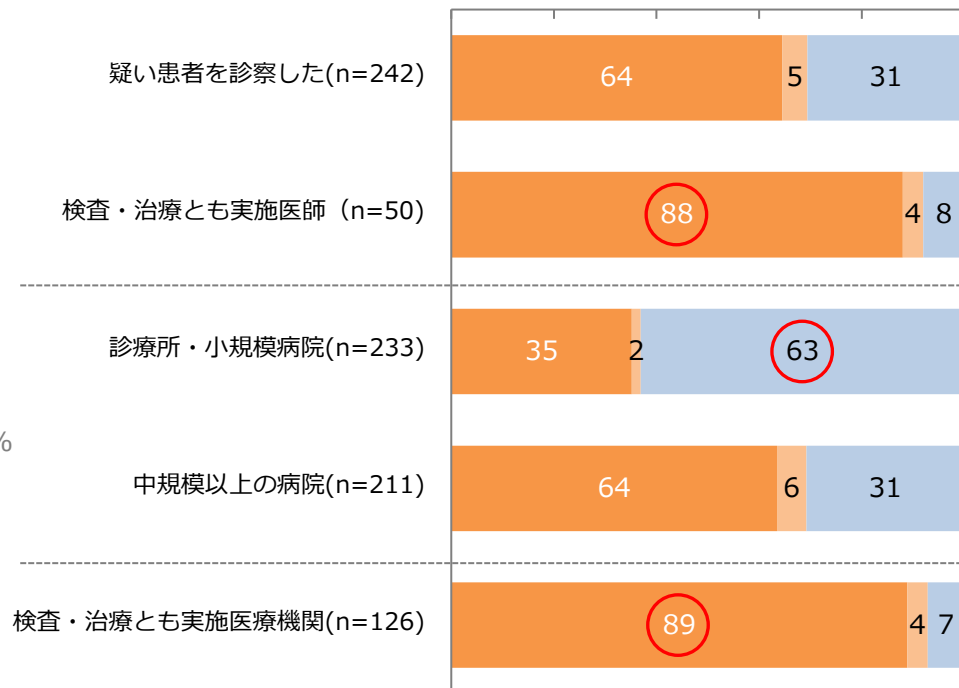 疑い患者を診察した(n=242) 64 5 31
検査・治療とも実施医師（n=50) 88 4 8
診療所・小規模病院(n=233) 35 2 63
%
中規模以上の病院(n=211) 64 6 31
検査・治療とも実施医療機関(n=126) 89 4 7